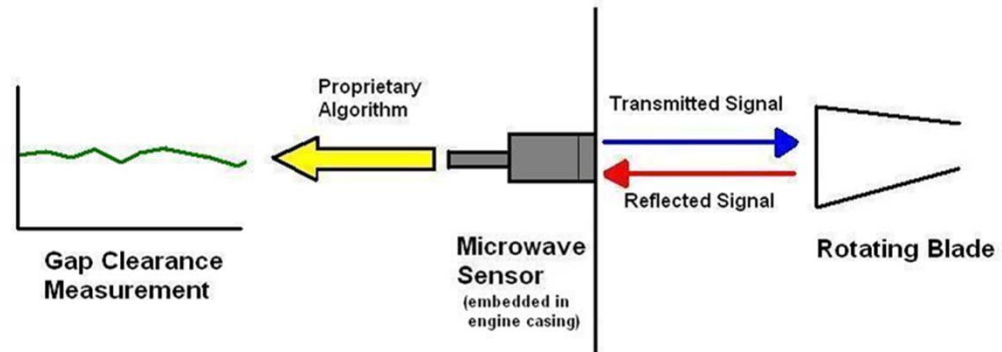 Gap Clearance
Measurement
Proprietary
Algorithm
Microwave
Sensor
(embedded in
engine casing)
Transmitted Signal
Reflected Signal
Rotating Blade